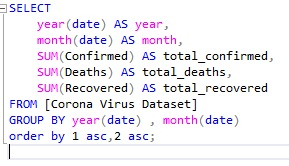 SELECT
year(date) AS year,
month(date) AS month,
SUM(Confirmed) AS total_confirmed,
SUM(Deaths) AS total_deaths,
SUM(Recovered) AS total_recovered
FROM [Corona Virus Dataset]
GROUP BY year(date) , month(date)
order by 1 asc,2 asc;